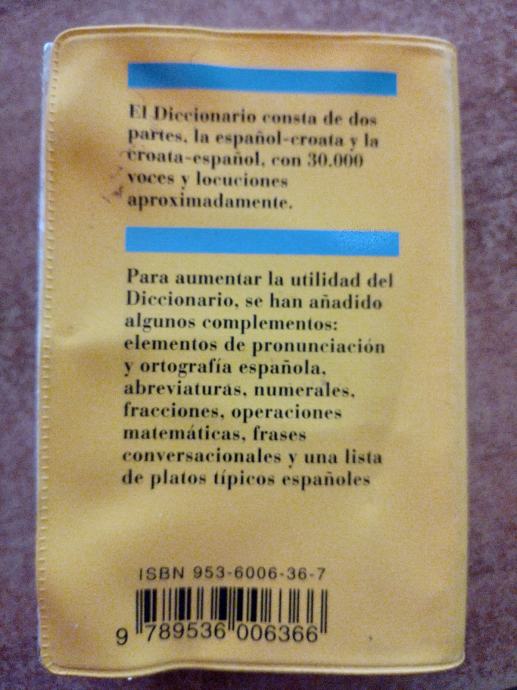 El Diccionario consta de dos
partes, la español-croata y la
croata-español, con 30.000
voces y locuciones
aproximadamente.
Para aumentar la utilidad del
Diccionario, se han añadido
algunos complementos:
elementos de pronunciación
y ortografía española,
abreviaturas, numerales,
fracciones, operaciones
matemáticas, frases
conversacionales y una lista
de platos típicos españoles
ISBN 953-6006-36-7
9 789536 006366